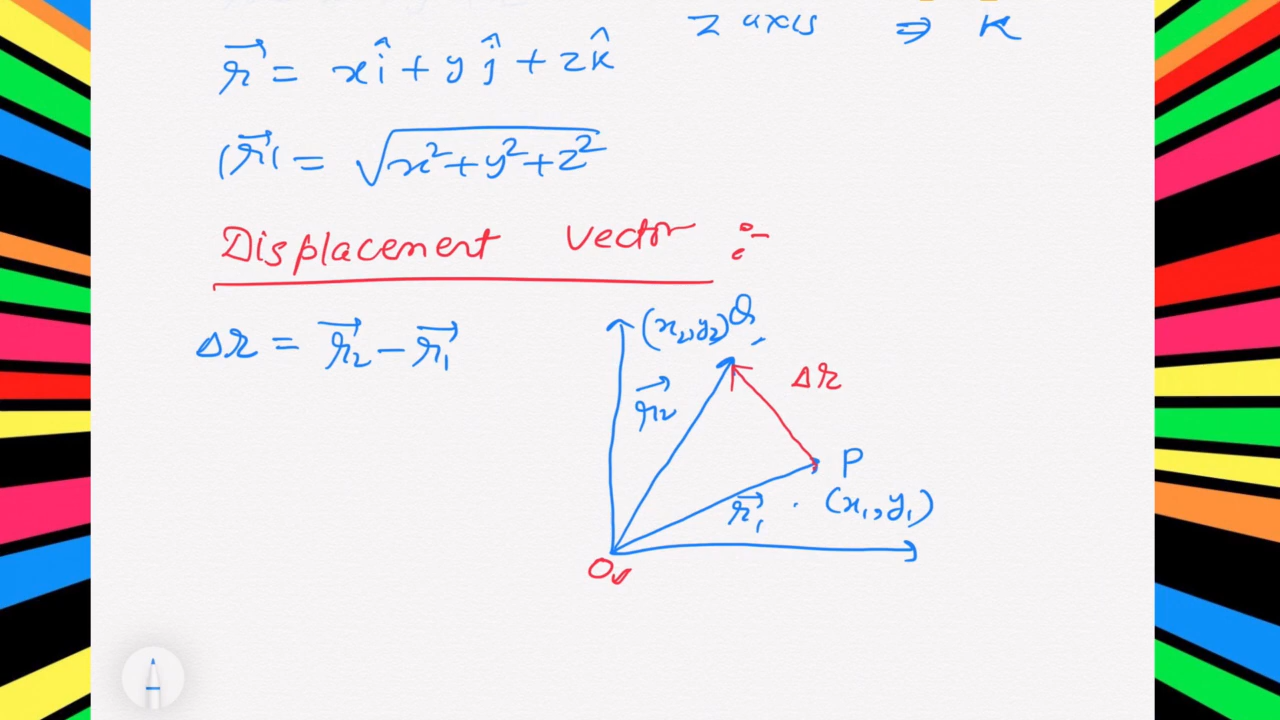 z axis ⇒ k
r⃗ = xî + yĵ + zk̂
|r⃗| = √x²+y²+z²
Displacement vector :-
Δr = r⃗₂ − r⃗₁
(x₂,y₂) Q
r⃗₂
Δr
P
(x₁,y₁)
r⃗₁
O